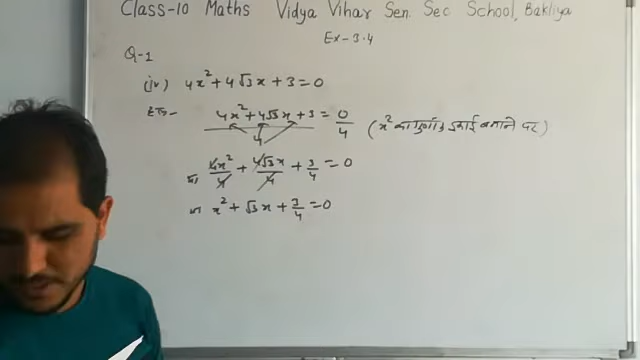 Class-10 Maths Vidya Vihar Sen. Sec School, Bakliya
Ex-3.4
Q-1
(iv) 4x²+4√3x+3=0
हल- (4x²+4√3x+3)/4 = 0/4 (x² का गुणांक इकाई बनाने पर)
या 4x²/4 + 4√3x/4 + 3/4 = 0
या x²+√3x+3/4=0